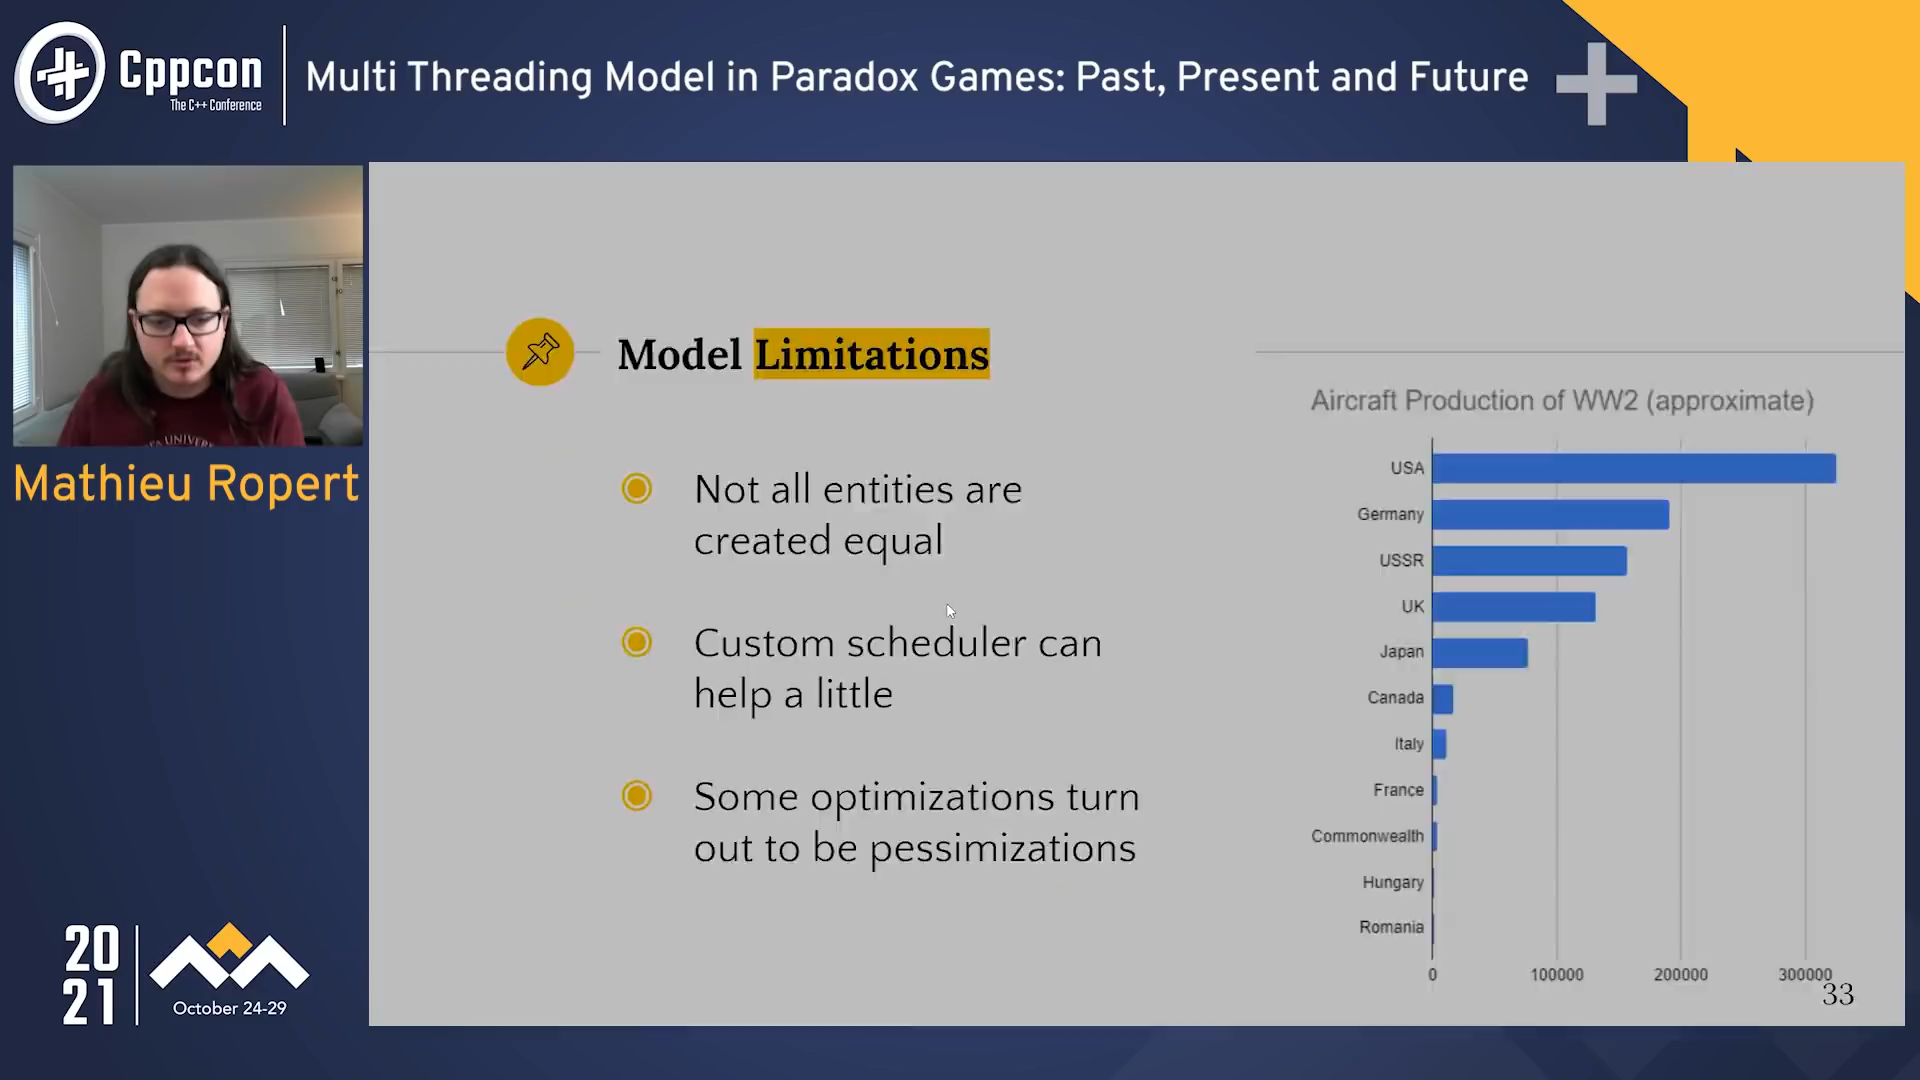 Cppcon
The C++ Conference
Multi Threading Model in Paradox Games: Past, Present and Future
Mathieu Ropert
20
21
October 24-29
Model Limitations
Not all entities are
created equal
Custom scheduler can
help a little
Some optimizations turn
out to be pessimizations
Aircraft Production of WW2 (approximate)
USA
Germany
USSR
UK
Japan
Canada
Italy
France
Commonwealth
Hungary
Romania
0 100000 200000 300000
33